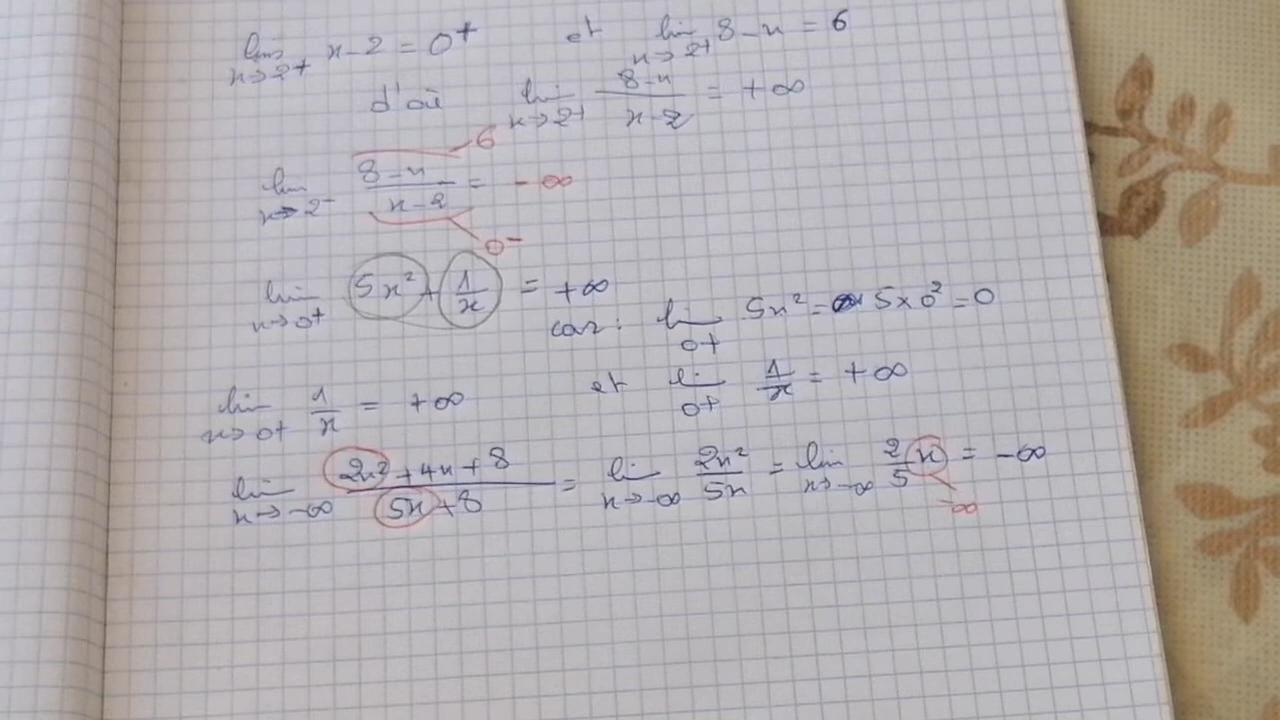 lim x→2+ x-2 = 0+ et lim x→2+ 8-x = 6
d'où lim x→2+ (8-x)/(x-2) = +∞
6
lim x→2- (8-x)/(x-2) = -∞
0-
lim x→0+ 5x² + 1/x = +∞
car : lim 0+ 5x² = 5×0² = 0
lim x→0+ 1/x = +∞ et lim 0+ 1/x = +∞
lim x→-∞ (2x²+4x+8)/(5x+8) = lim x→-∞ 2x²/5x = lim x→-∞ 2/5 x = -∞
-∞